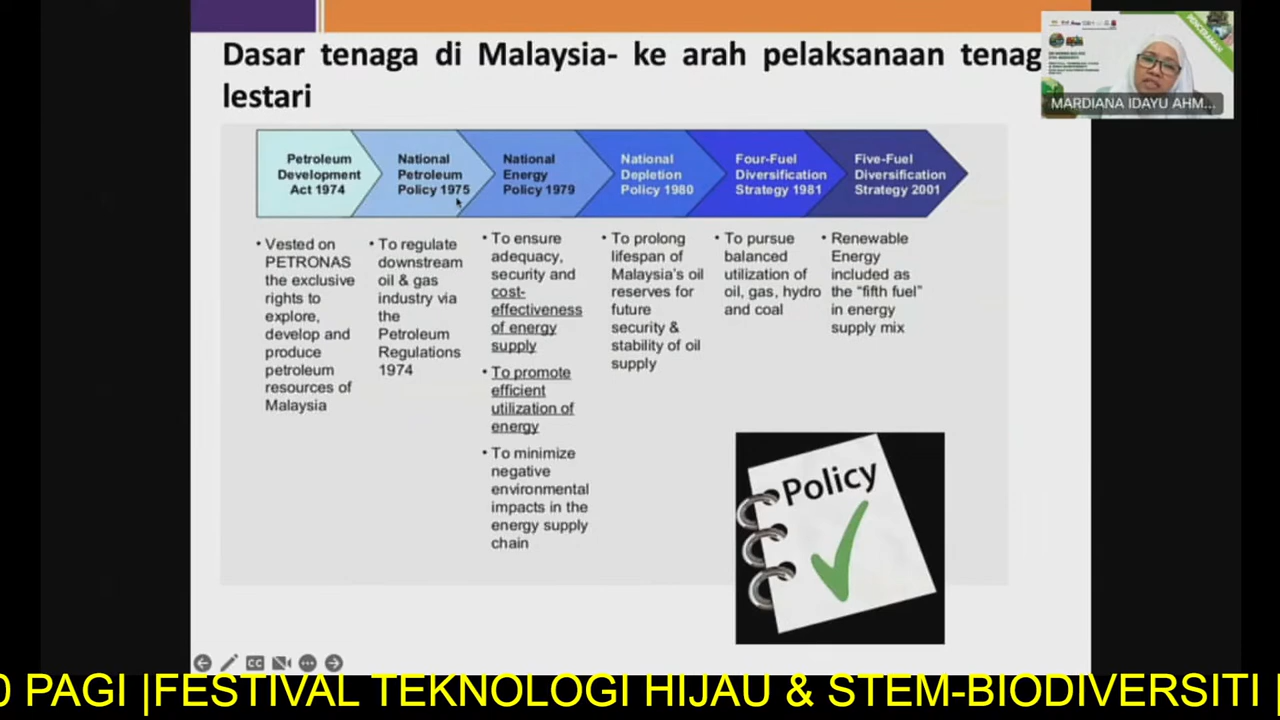 Dasar tenaga di Malaysia- ke arah pelaksanaan tenag
lestari
PENCERAMAH
MARDIANA IDAYU AHM...
Petroleum
Development
Act 1974
National
Petroleum
Policy 1975
National
Energy
Policy 1979
National
Depletion
Policy 1980
Four-Fuel
Diversification
Strategy 1981
Five-Fuel
Diversification
Strategy 2001
• Vested on
PETRONAS
the exclusive
rights to
explore,
develop and
produce
petroleum
resources of
Malaysia
• To regulate
downstream
oil & gas
industry via
the
Petroleum
Regulations
1974
• To ensure
adequacy,
security and
cost-
effectiveness
of energy
supply
• To promote
efficient
utilization of
energy
• To minimize
negative
environmental
impacts in the
energy supply
chain
• To prolong
lifespan of
Malaysia's oil
reserves for
future
security &
stability of oil
supply
• To pursue
balanced
utilization of
oil, gas, hydro
and coal
• Renewable
Energy
included as
the "fifth fuel"
in energy
supply mix
Policy
CC
0 PAGI |FESTIVAL TEKNOLOGI HIJAU & STEM-BIODIVERSITI |